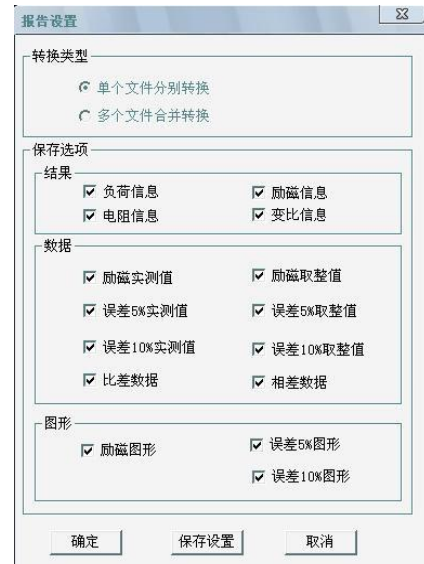 报告设置
转换类型
单个文件分别转换
多个文件合并转换
保存选项
结果
负荷信息 励磁信息
电阻信息 变比信息
数据
励磁实测值 励磁取整值
误差5%实测值 误差5%取整值
误差10%实测值 误差10%取整值
比差数据 相差数据
图形
励磁图形 误差5%图形
误差10%图形
确定 保存设置 取消